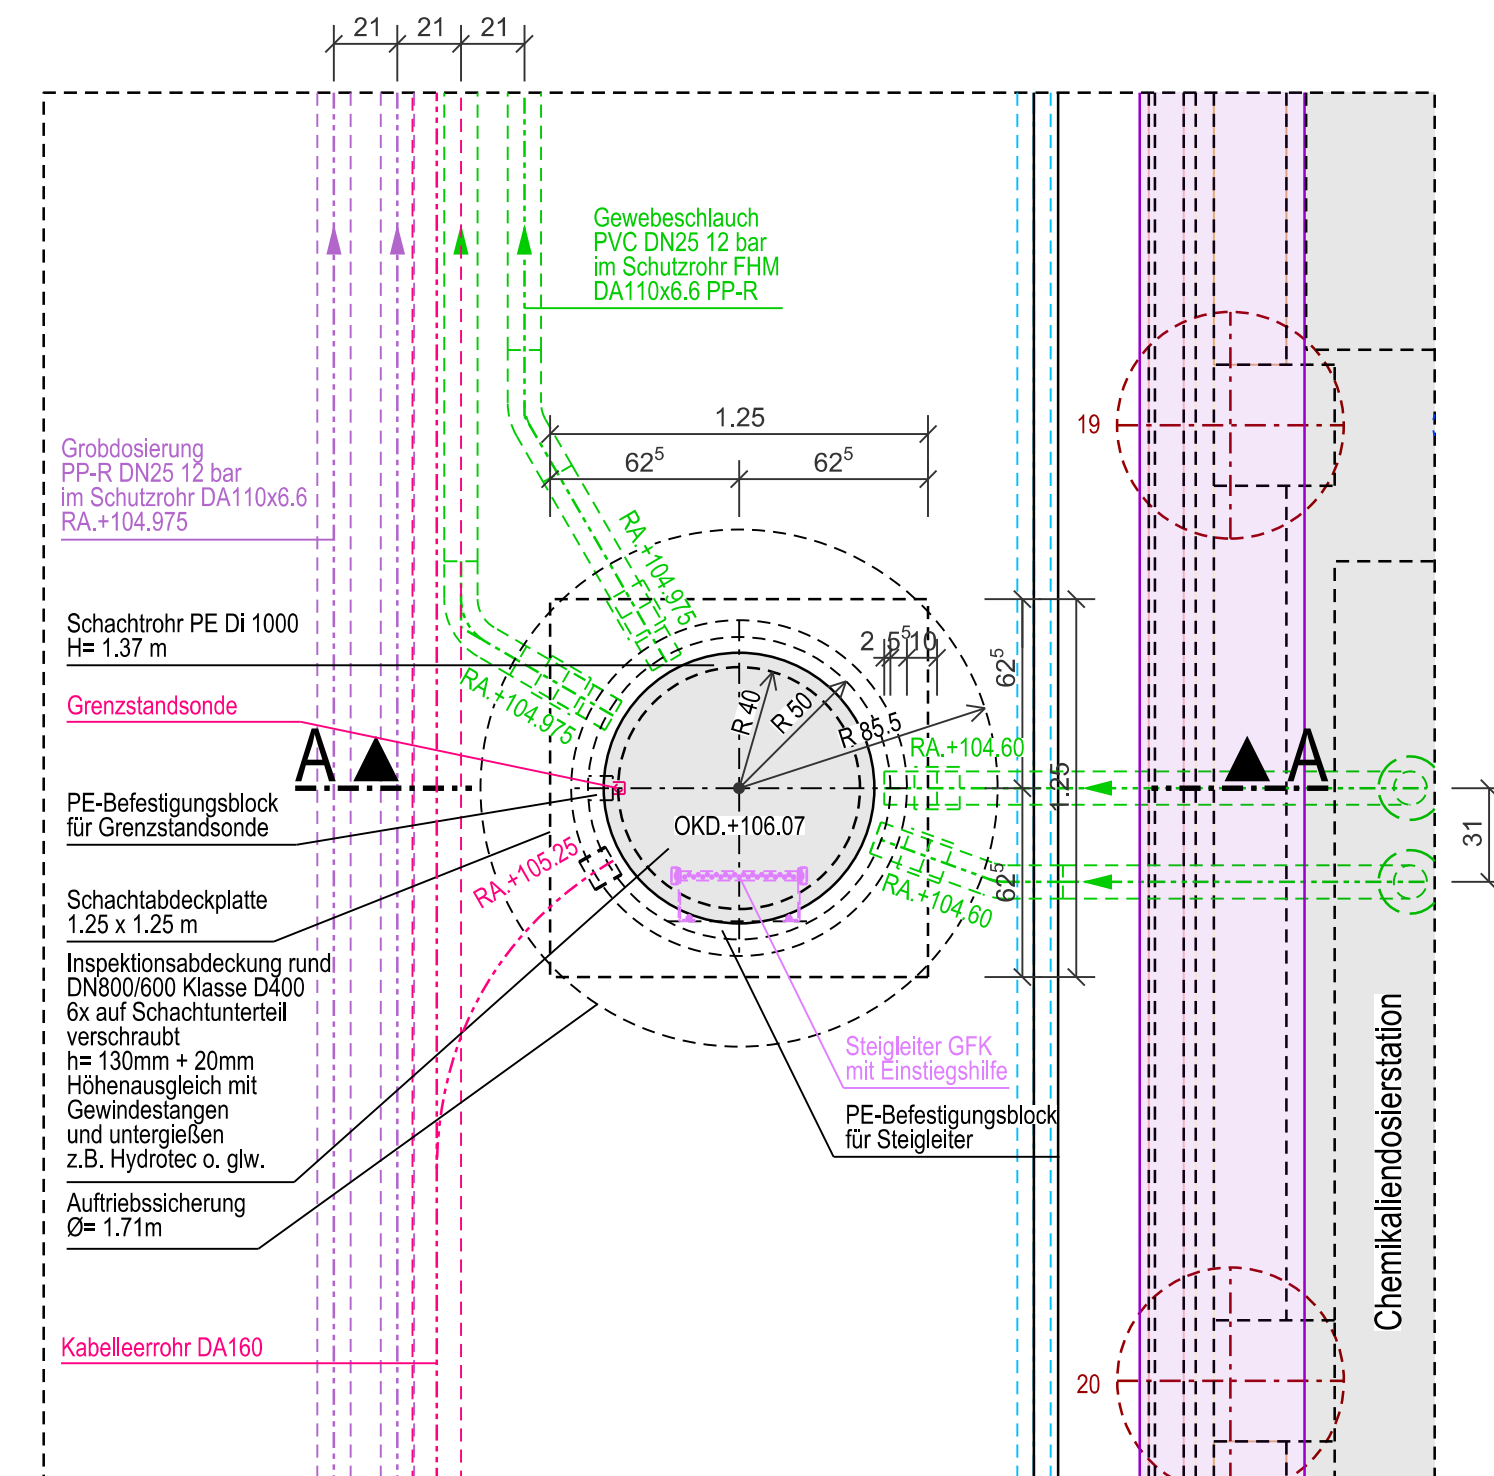 21
21
21
Gewebeschlauch
PVC DN25 12 bar
im Schutzrohr FHM
DA110x6.6 PP-R
19
1.25
62⁵
62⁵
Grobdosierung
PP-R DN25 12 bar
im Schutzrohr DA110x6.6
RA.+104.975
RA.+104.975
Schachtrohr PE Di 1000
H= 1.37 m
2
5⁵
10
62⁵
RA.+104.975
Grenzstandsonde
R 40
R 50
R 85.5
RA.+104.60
A
A
1.25
PE-Befestigungsblock
für Grenzstandsonde
OKD.+106.07
31
RA.+105.25
RA.+104.60
62⁵
Schachtabdeckplatte
1.25 x 1.25 m
Inspektionsabdeckung rund
DN800/600 Klasse D400
6x auf Schachtunterteil
verschraubt
h= 130mm + 20mm
Höhenausgleich mit
Gewindestangen
und untergießen
z.B. Hydrotec o. glw.
Steigleiter GFK
mit Einstiegshilfe
PE-Befestigungsblock
für Steigleiter
Chemikaliendosierstation
Auftriebssicherung
Ø= 1.71m
Kabelleerrohr DA160
20